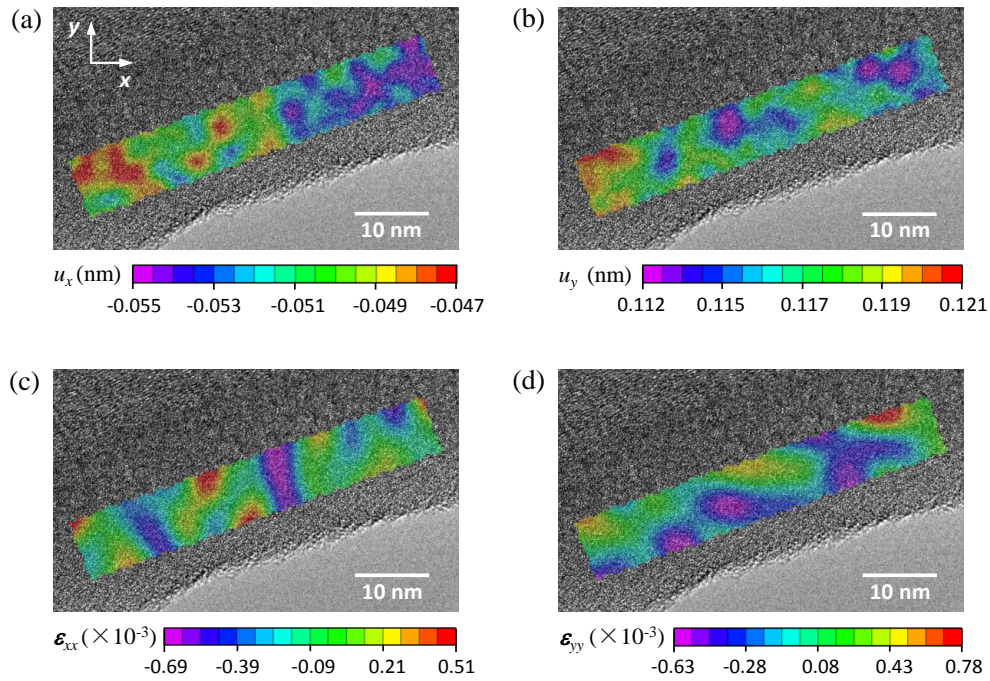 (a)
y
x
10 nm
u_x (nm)
-0.055 -0.053 -0.051 -0.049 -0.047
(b)
10 nm
u_y (nm)
0.112 0.115 0.117 0.119 0.121
(c)
10 nm
ε_xx (×10⁻³)
-0.69 -0.39 -0.09 0.21 0.51
(d)
10 nm
ε_yy (×10⁻³)
-0.63 -0.28 0.08 0.43 0.78